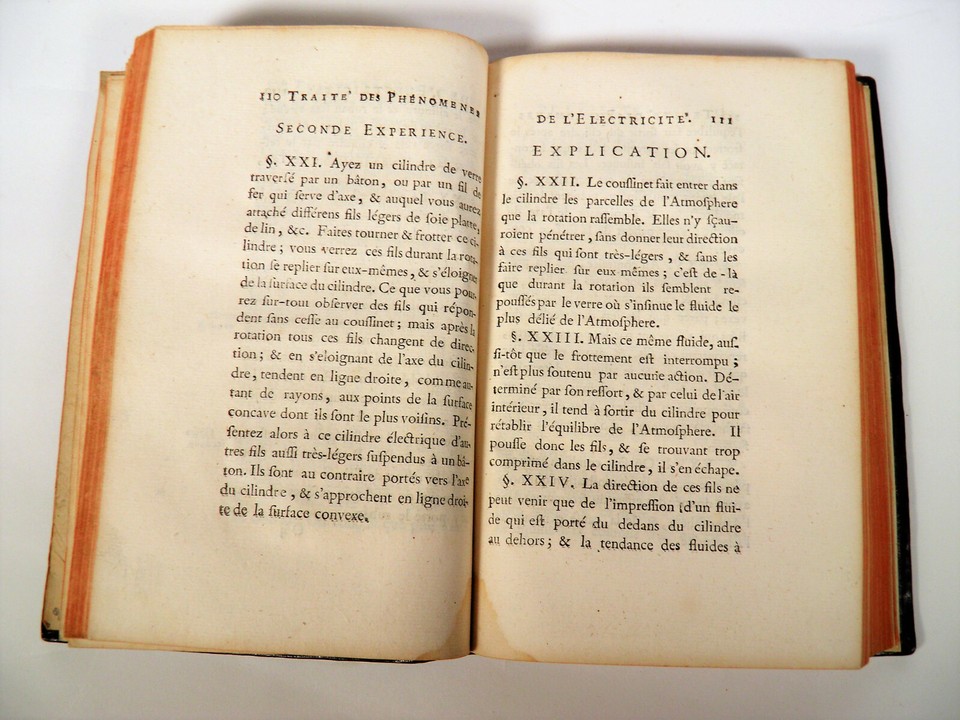 110 TRAITE' DES PHÉNOMENES
SECONDE EXPERIENCE.
§. XXI. Ayez un cilindre de verre
traverſé par un bâton, ou par un fil de
fer qui ſerve d'axe, & auquel vous aurez
attaché différens fils légers de ſoie platte,
de lin, &c. Faites tourner & frotter ce ci-
lindre; vous verrez ces fils durant la rota-
tion ſe replier ſur eux-mêmes, & s'éloigner
de la ſurface du cilindre. Ce que vous pour-
rez ſur-tout obſerver des fils qui répon-
dent ſans ceſſe au couſſinet; mais après la
rotation tous ces fils changent de direc-
tion; & en s'eloignant de l'axe du cilin-
dre, tendent en ligne droite, comme au-
tant de rayons, aux points de la ſurface
concave dont ils ſont le plus voiſins. Pré-
ſentez alors à ce cilindre électrique d'au-
tres fils auſſi très-légers ſuſpendus à un bâ-
ton. Ils ſont au contraire portés vers l'axe
du cilindre, & s'approchent en ligne droi-
te de la ſurface convexe.
DE L'ELECTRICITE'. 111
EXPLICATION.
§. XXII. Le couſſinet fait entrer dans
le cilindre les parcelles de l'Atmoſphere
que la rotation raſſemble. Elles n'y ſçau-
roient pénétrer, ſans donner leur direction
à ces fils qui ſont très-légers, & ſans les
faire replier ſur eux mêmes; c'eſt de-là
que durant la rotation ils ſemblent re-
pouſſés par le verre où s'inſinue le fluide le
plus délié de l'Atmoſphere.
§. XXIII. Mais ce même fluide, auſ-
ſi-tôt que le frottement eſt interrompu;
n'eſt plus ſoutenu par aucune action. Dé-
terminé par ſon reſſort, & par celui de l'air
intérieur, il tend à ſortir du cilindre pour
rétablir l'équilibre de l'Atmoſphere. Il
pouſſe donc les fils, & ſe trouvant trop
comprimé dans le cilindre, il s'en échape.
§. XXIV. La direction de ces fils ne
peut venir que de l'impreſſion d'un flui-
de qui eſt porté du dedans du cilindre
au dehors; & la tendance des fluides à